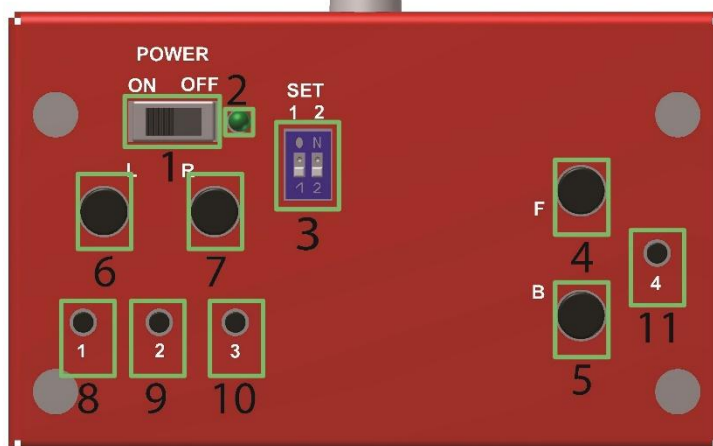 POWER
ON OFF 2
SET
1 2
● N
1 2
1
3
L R
6 7
F
4
4
11
B
5
1 2 3
8 9 10